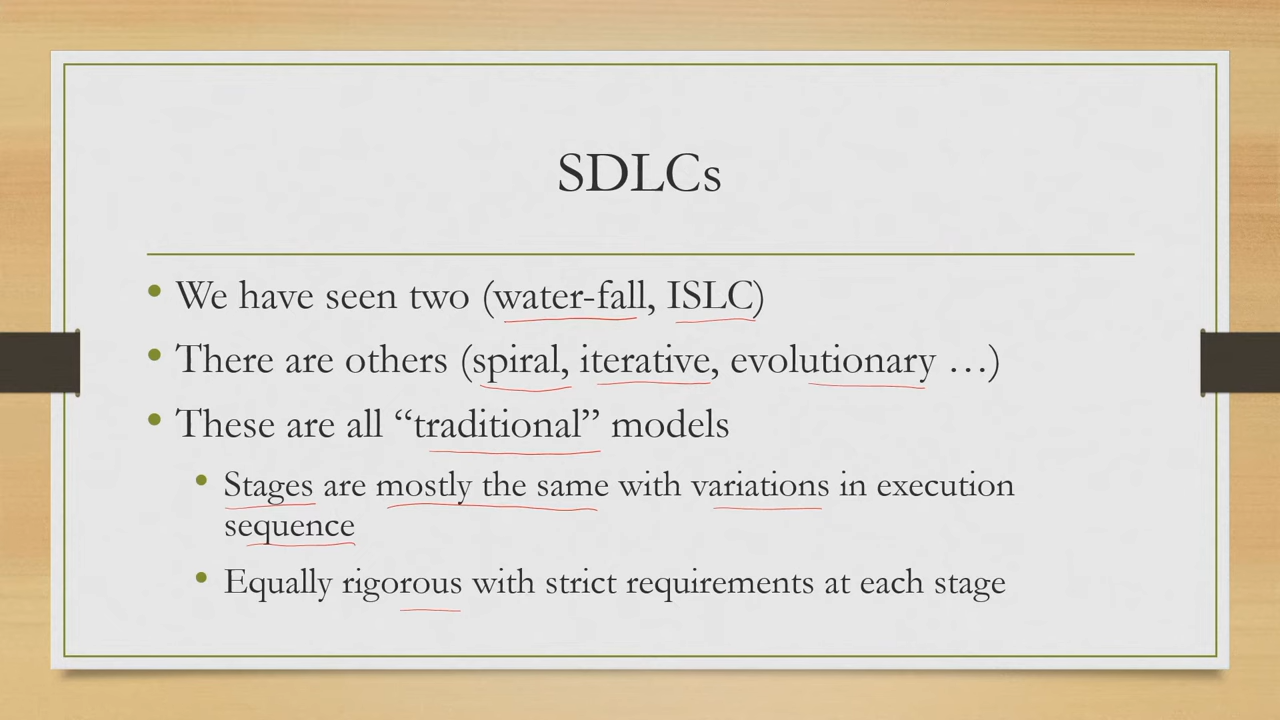 SDLCs
• We have seen two (water-fall, ISLC)
• There are others (spiral, iterative, evolutionary …)
• These are all “traditional” models
• Stages are mostly the same with variations in execution
sequence
• Equally rigorous with strict requirements at each stage